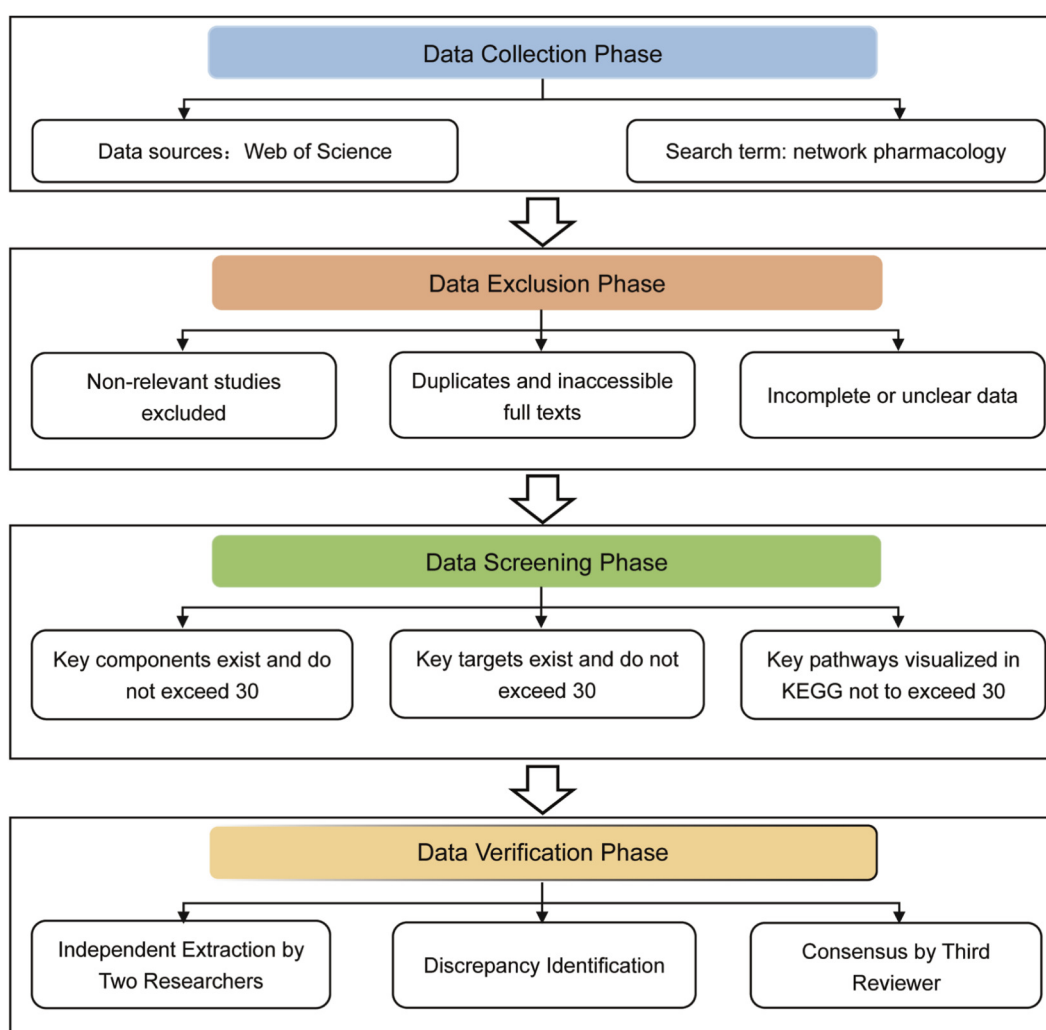 Data Collection Phase
Data sources：Web of Science
Search term: network pharmacology
Data Exclusion Phase
Non-relevant studies
excluded
Duplicates and inaccessible
full texts
Incomplete or unclear data
Data Screening Phase
Key components exist and do
not exceed 30
Key targets exist and do not
exceed 30
Key pathways visualized in
KEGG not to exceed 30
Data Verification Phase
Independent Extraction by
Two Researchers
Discrepancy Identification
Consensus by Third
Reviewer